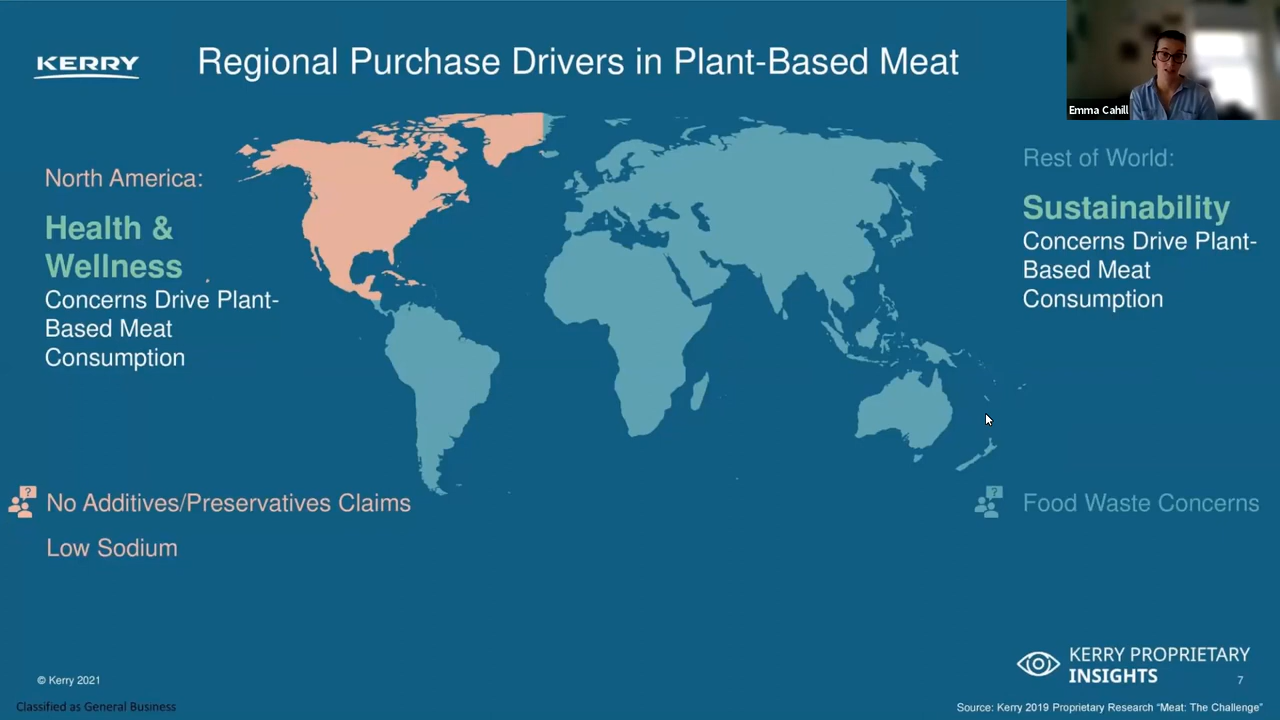 KERRY
Regional Purchase Drivers in Plant-Based Meat
Emma Cahill
North America:
Health &
Wellness
Concerns Drive Plant-
Based Meat
Consumption
Rest of World:
Sustainability
Concerns Drive Plant-
Based Meat
Consumption
? No Additives/Preservatives Claims
Low Sodium
? Food Waste Concerns
KERRY PROPRIETARY
INSIGHTS
© Kerry 2021
7
Classified as General Business
Source: Kerry 2019 Proprietary Research “Meat: The Challenge”